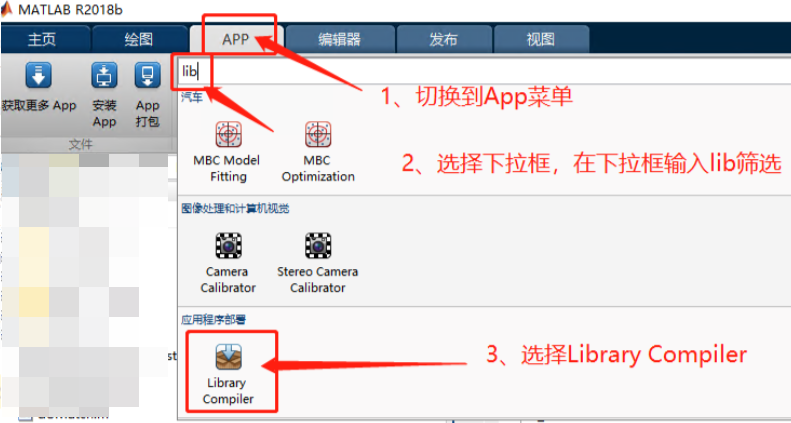 MATLAB R2018b
主页
绘图
APP
编辑器
发布
视图
获取更多 App
安装
App
App
打包
文件
lib
汽车
MBC Model
Fitting
MBC
Optimization
图像处理和计算机视觉
Camera
Calibrator
Stereo Camera
Calibrator
应用程序部署
Library
Compiler
1、切换到App菜单
2、选择下拉框，在下拉框输入lib筛选
3、选择Library Compiler
st